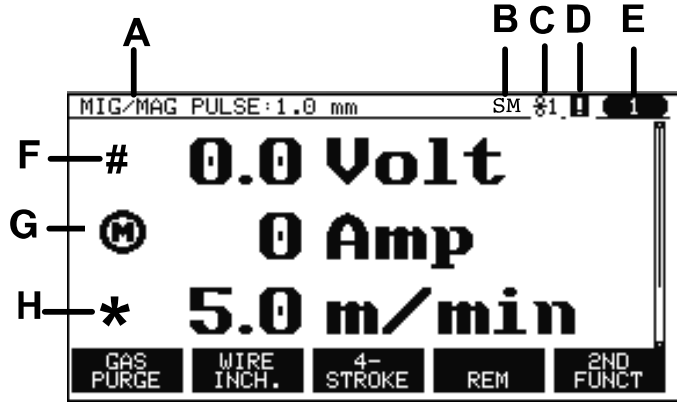 A B C D E
MIG/MAG PULSE:1.0 mm SM 1 ! 1
F # 0.0 Volt
G M 0 Amp
H * 5.0 m/min
GAS PURGE WIRE INCH. 4-STROKE REM 2ND FUNCT